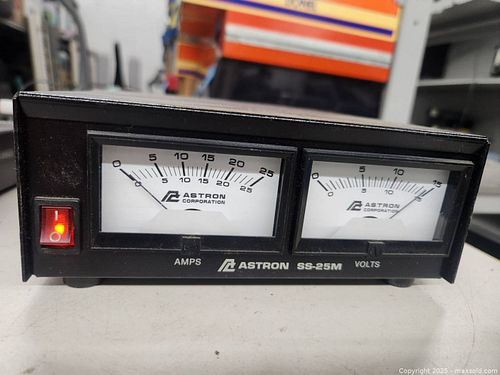 0 5 10 15 20 25
0 5 10 15 20 25
ASTRON
CORPORATION
0 5 10 15
0 5 10 15
ASTRON
CORPORATION
AMPS
ASTRON SS-25M
VOLTS
Copyright 2025 - maxsold.com